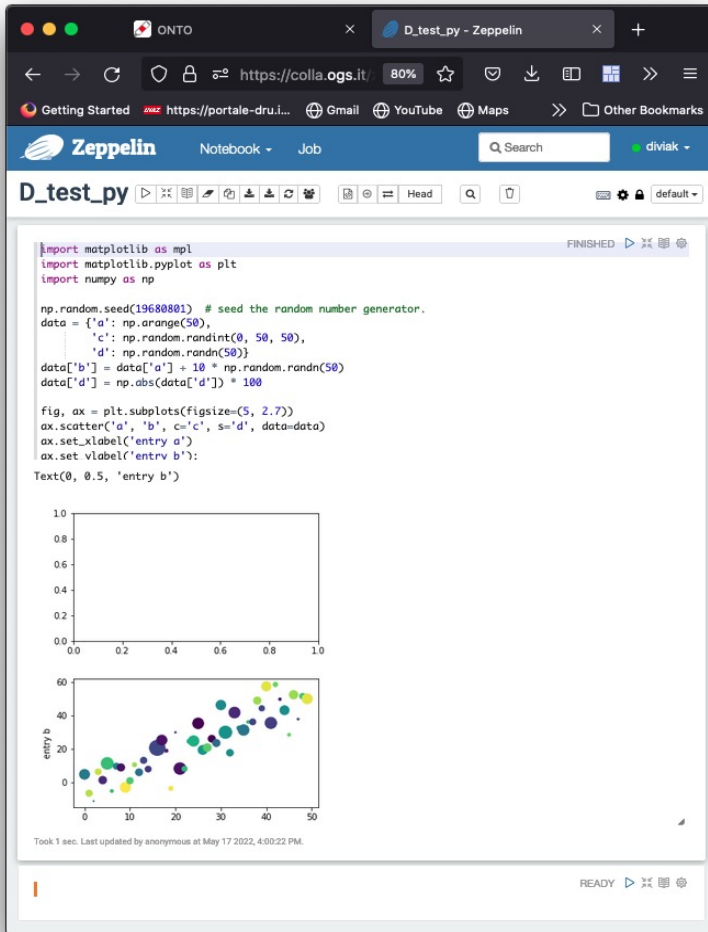 ONTO
D_test_py - Zeppelin
https://colla.ogs.it/
80%
Getting Started
https://portale-dru.i...
Gmail
YouTube
Maps
Other Bookmarks
Zeppelin
Notebook
Job
Search
diviak
D_test_py
Head
default
FINISHED
import matplotlib as mpl
import matplotlib.pyplot as plt
import numpy as np
np.random.seed(19680801)  # seed the random number generator.
data = {'a': np.arange(50),
'c': np.random.randint(0, 50, 50),
'd': np.random.randn(50)}
data['b'] = data['a'] + 10 * np.random.randn(50)
data['d'] = np.abs(data['d']) * 100
fig, ax = plt.subplots(figsize=(5, 2.7))
ax.scatter('a', 'b', c='c', s='d', data=data)
ax.set_xlabel('entry a')
ax.set_ylabel('entry b');
Text(0, 0.5, 'entry b')
1.0
0.8
0.6
0.4
0.2
0.0
0.0 0.2 0.4 0.6 0.8 1.0
60
40
20
0
entry b
0 10 20 30 40 50
Took 1 sec. Last updated by anonymous at May 17 2022, 4:00:22 PM.
READY